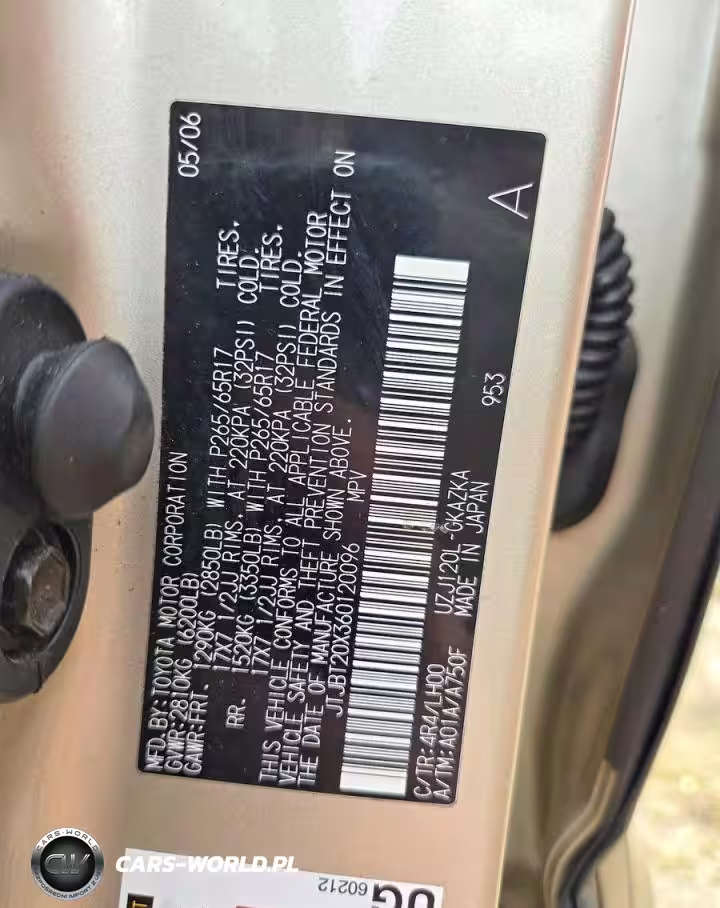 MFD.BY:TOYOTA MOTOR CORPORATION 05/06
GVWR:2810KG (6200LB)
GAWR:FRT. 1290KG (2850LB) WITH P265/65R17 TIRES.
17X7 1/2JJ RIMS. AT 220KPA (32PSI) COLD.
RR. 1520KG (3350LB) WITH P265/65R17 TIRES.
17X7 1/2JJ RIMS. AT 220KPA (32PSI) COLD.
THIS VEHICLE CONFORMS TO ALL APPLICABLE FEDERAL MOTOR
VEHICLE SAFETY AND THEFT PREVENTION STANDARDS IN EFFECT ON
THE DATE OF MANUFACTURE SHOWN ABOVE.
JTJBT20X360120096 MPV
C/TR:4R4/LH00 UZJ120L -GKAZKA 953
A/TM:A01A/A750F MADE IN JAPAN A
60212
CARS-WORLD
CW
CARS-WORLD.PL